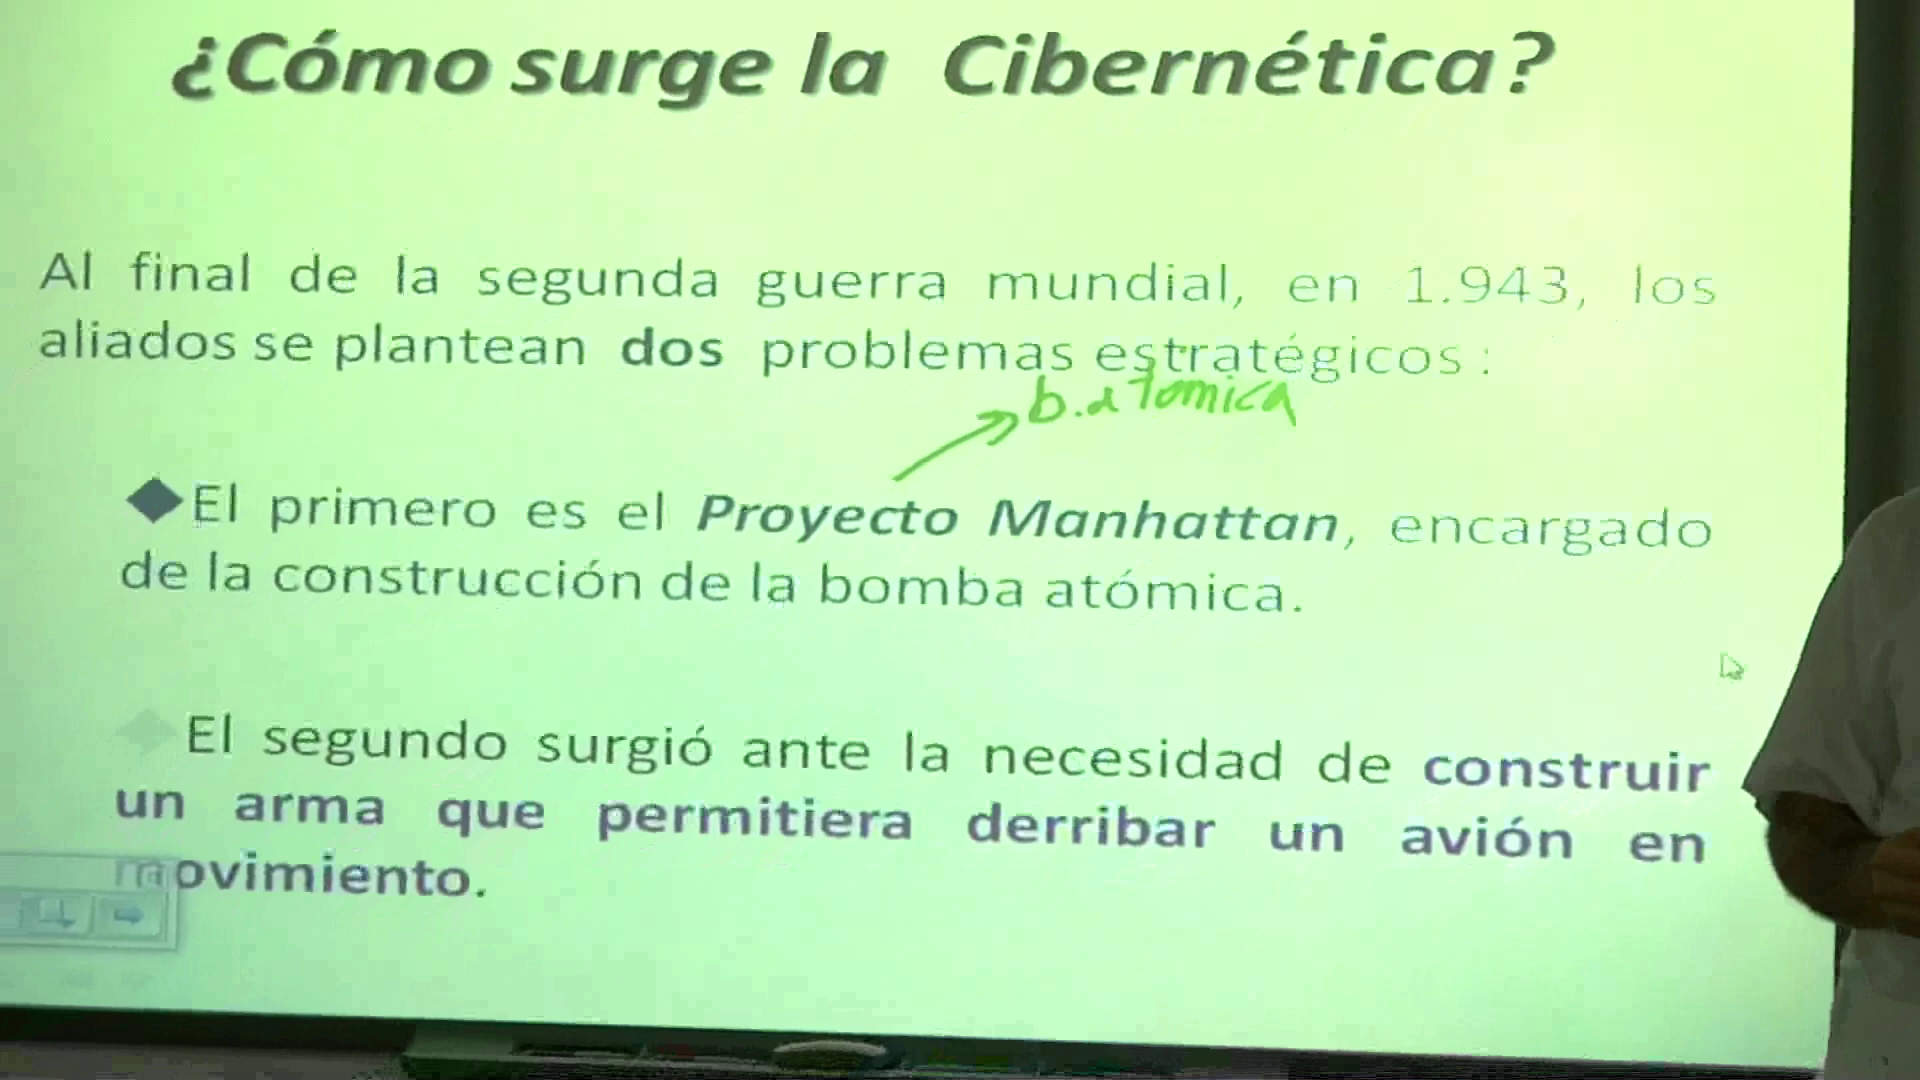 ¿Cómo surge la Cibernética?
Al final de la segunda guerra mundial, en 1.943, los
aliados se plantean dos problemas estratégicos :
b.atomica
El primero es el Proyecto Manhattan, encargado
de la construcción de la bomba atómica.
El segundo surgió ante la necesidad de construir
un arma que permitiera derribar un avión en
movimiento.